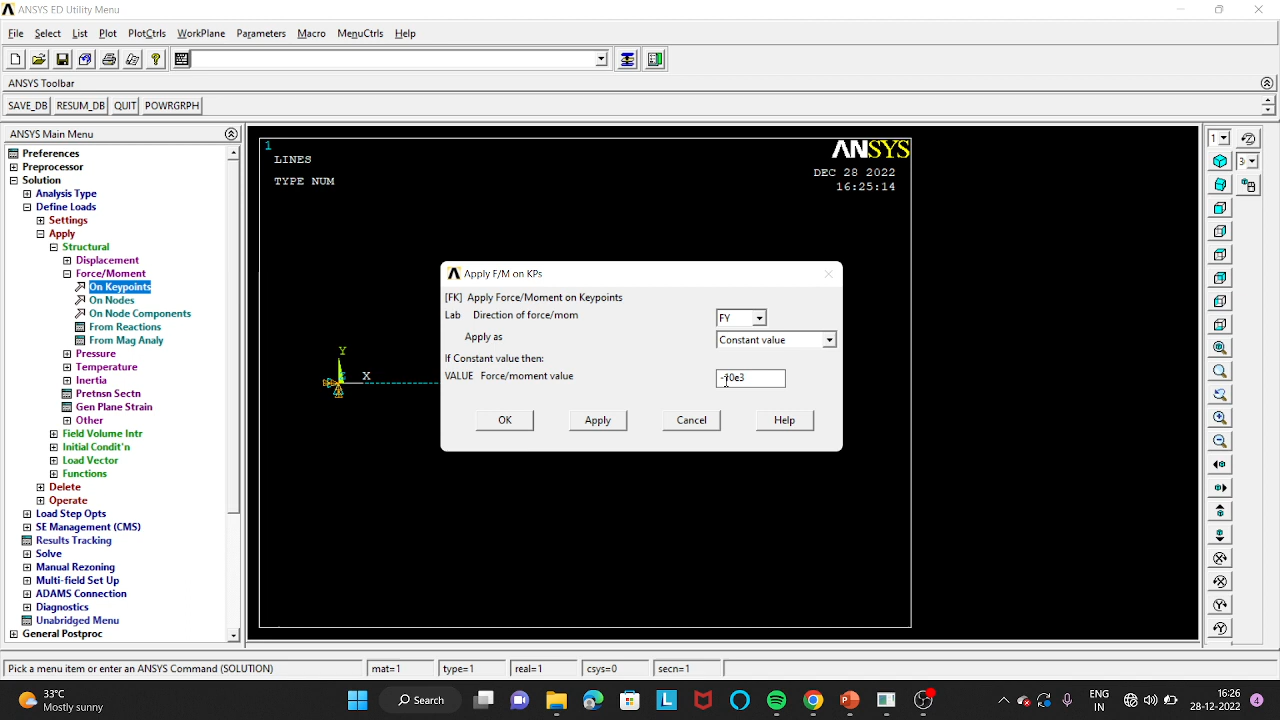 ANSYS ED Utility Menu
File Select List Plot PlotCtrls WorkPlane Parameters Macro MenuCtrls Help
ANSYS Toolbar
SAVE_DB RESUM_DB QUIT POWRGRPH
ANSYS Main Menu
Preferences
Preprocessor
Solution
Analysis Type
Define Loads
Settings
Apply
Structural
Displacement
Force/Moment
On Keypoints
On Nodes
On Node Components
From Reactions
From Mag Analy
Pressure
Temperature
Inertia
Pretnsn Sectn
Gen Plane Strain
Other
Field Volume Intr
Initial Condit'n
Load Vector
Functions
Delete
Operate
Load Step Opts
SE Management (CMS)
Results Tracking
Solve
Manual Rezoning
Multi-field Set Up
ADAMS Connection
Diagnostics
Unabridged Menu
General Postproc
1
LINES
TYPE NUM
ANSYS
DEC 28 2022
16:25:14
Y
X
Apply F/M on KPs
[FK] Apply Force/Moment on Keypoints
Lab Direction of force/mom FY
Apply as Constant value
If Constant value then:
VALUE Force/moment value
OK Apply Cancel Help
1
Pick a menu item or enter an ANSYS Command (SOLUTION) mat=1 type=1 real=1 csys=0 secn=1
33°C
Mostly sunny
Search
ENG
IN
16:26
28-12-2022
4